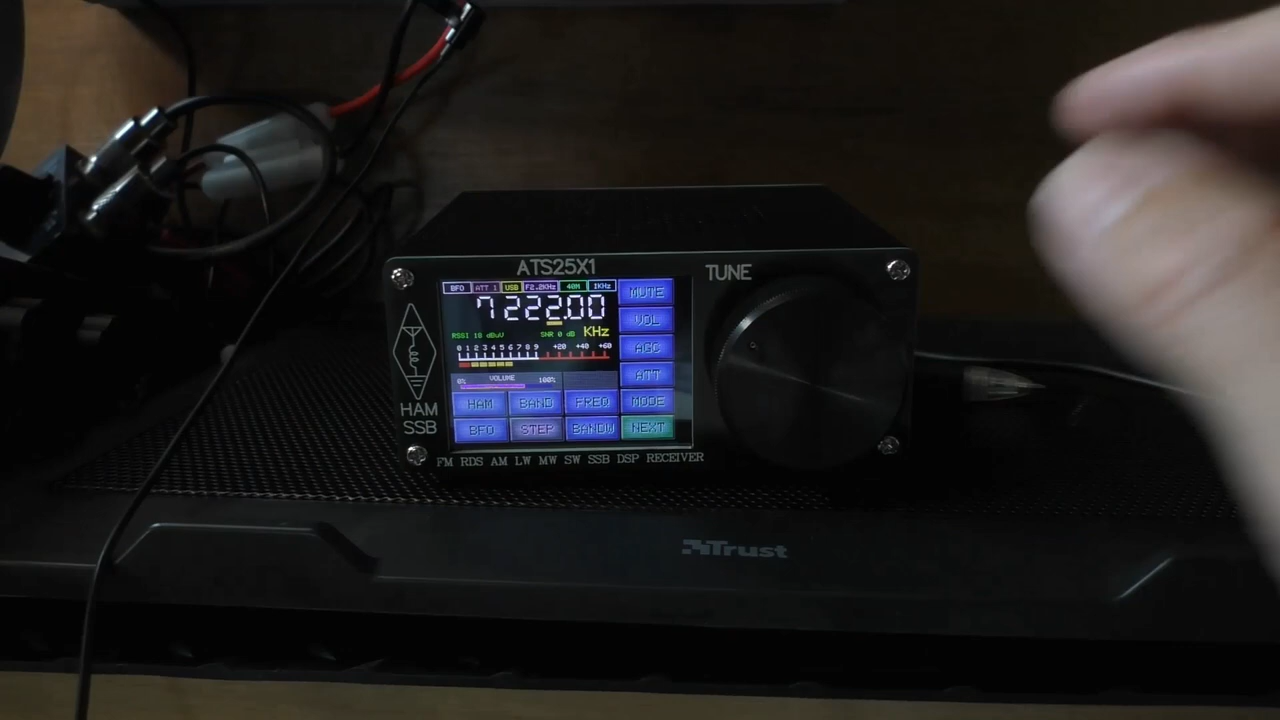 ATS25X1
TUNE
BFO ATT 1 USB F2.2KHz 40M 1KHz
MUTE
7222.00
VOL
RSSI 18 dBuV SNR 0 dB KHz
0 1 2 3 4 5 6 7 8 9 +20 +40 +60
AGC
0% VOLUME 100%
ATT
HAM BAND FREQ MODE
BFO STEP BANDW NEXT
HAM
SSB
FM RDS AM LW MW SW SSB DSP RECEIVER
Trust